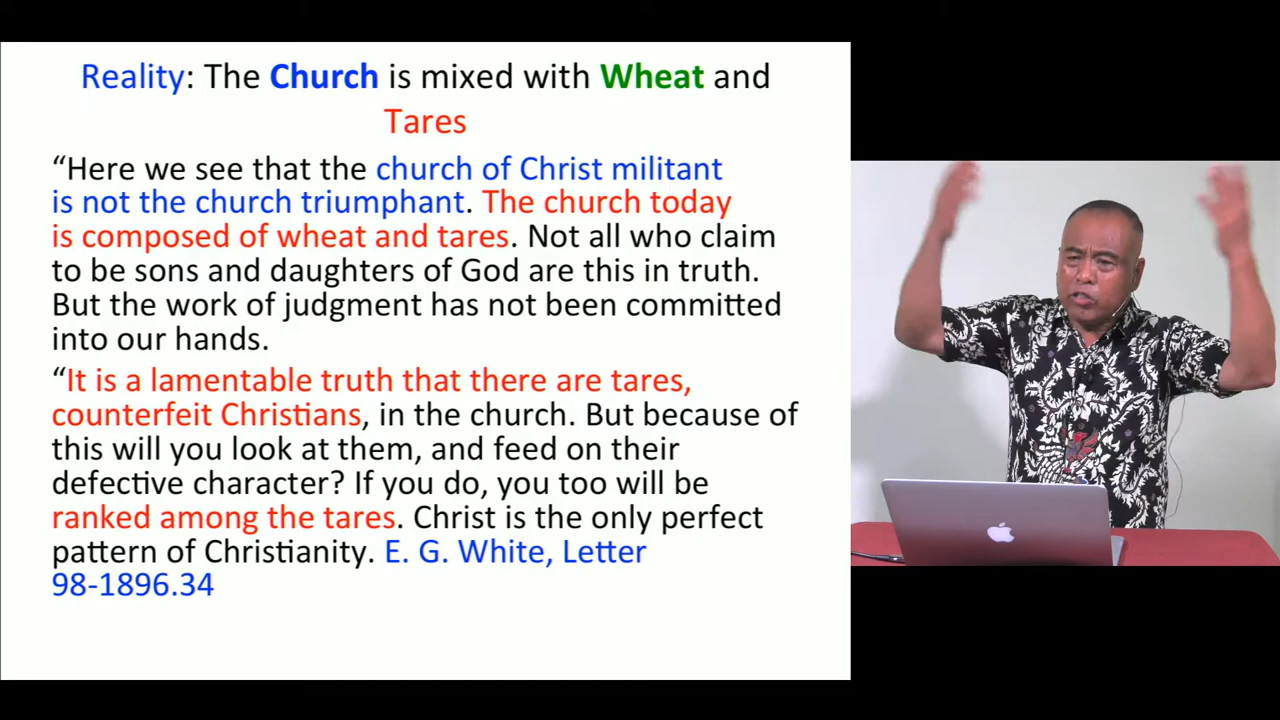 Reality: The Church is mixed with Wheat and
Tares
“Here we see that the church of Christ militant
is not the church triumphant. The church today
is composed of wheat and tares. Not all who claim
to be sons and daughters of God are this in truth.
But the work of judgment has not been committed
into our hands.
“It is a lamentable truth that there are tares,
counterfeit Christians, in the church. But because of
this will you look at them, and feed on their
defective character? If you do, you too will be
ranked among the tares. Christ is the only perfect
pattern of Christianity. E. G. White, Letter
98-1896.34